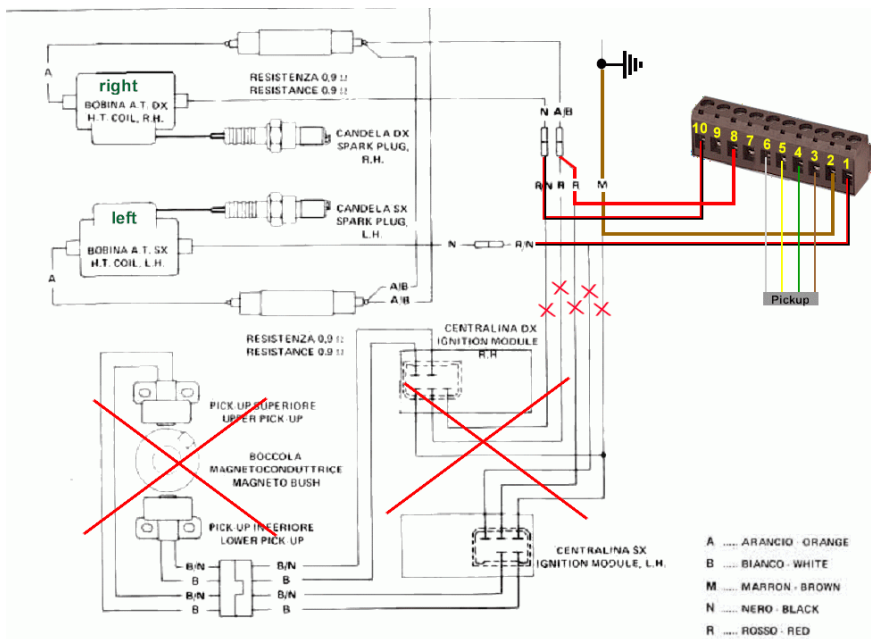 A
RESISTENZA 0,9 Ω
RESISTANCE 0.9 Ω
right
BOBINA A.T. DX
H.T. COIL, R.H.
CANDELA DX
SPARK PLUG,
R.H.
N A/B
R/N R R M
10 9 8 7 6 5 4 3 2 1
CANDELA SX
SPARK PLUG,
L.H.
left
BOBINA A.T. SX
H.T. COIL, L.H.
N R/N
A
A/B
A/B
Pickup
RESISTENZA 0,9 Ω
RESISTANCE 0.9 Ω
CENTRALINA DX
IGNITION MODULE
R.H
PICK-UP SUPERIORE
UPPER PICK-UP
BOCCOLA
MAGNETOCONDUTTRICE
MAGNETO BUSH
PICK-UP INFERIORE
LOWER PICK-UP
B/N B/N
B B
B/N B/N
B B
CENTRALINA SX
IGNITION MODULE, L.H.
A ..... ARANCIO - ORANGE
B ..... BIANCO - WHITE
M ..... MARRON - BROWN
N ..... NERO - BLACK
R ..... ROSSO - RED